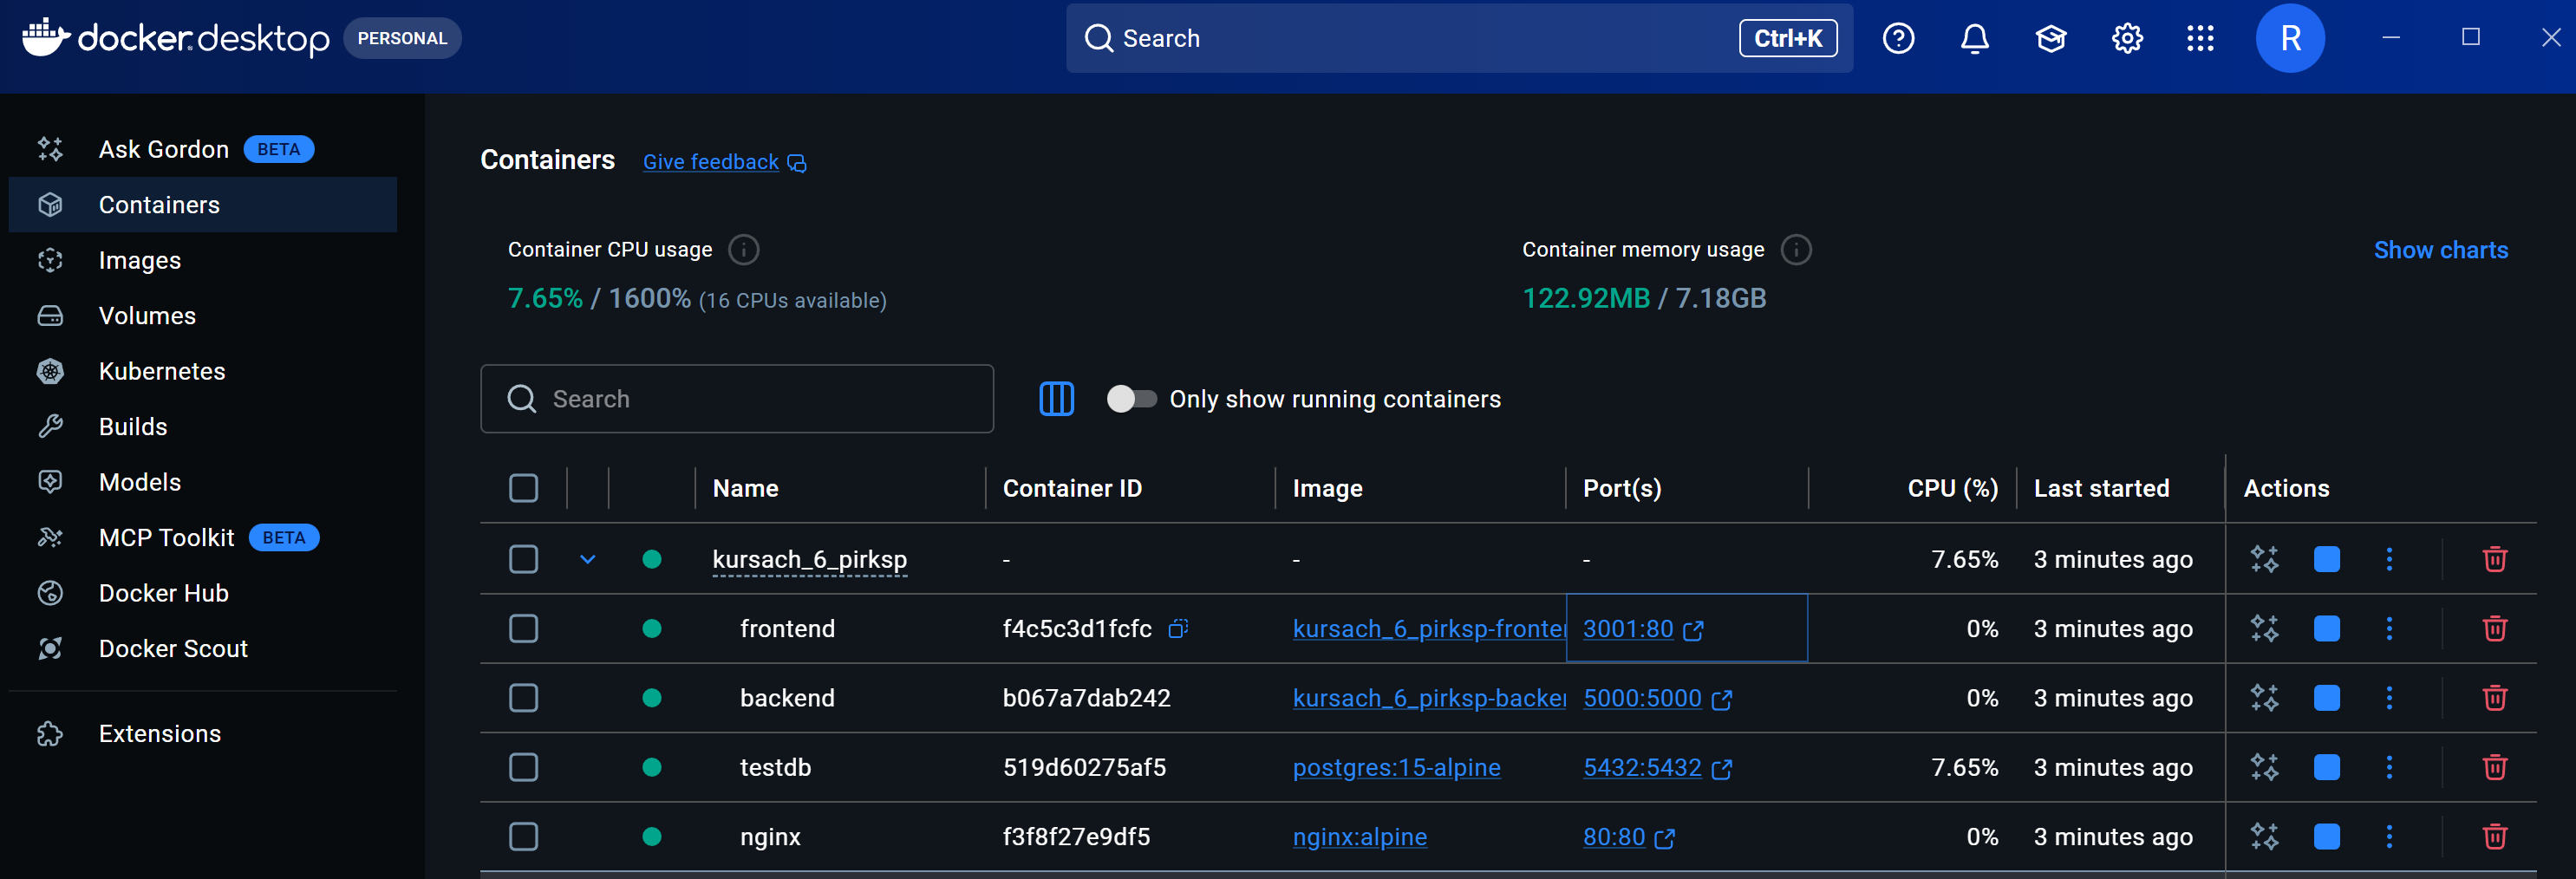 docker.desktop PERSONAL
Search Ctrl+K
R
Ask Gordon BETA
Containers
Images
Volumes
Kubernetes
Builds
Models
MCP Toolkit BETA
Docker Hub
Docker Scout
Extensions
Containers Give feedback
Container CPU usage
7.65% / 1600% (16 CPUs available)
Container memory usage
122.92MB / 7.18GB
Show charts
Search
Only show running containers
Name Container ID Image Port(s) CPU (%) Last started Actions
kursach_6_pirksp - - - 7.65% 3 minutes ago
frontend f4c5c3d1fcfc kursach_6_pirksp-fronte 3001:80 0% 3 minutes ago
backend b067a7dab242 kursach_6_pirksp-backe 5000:5000 0% 3 minutes ago
testdb 519d60275af5 postgres:15-alpine 5432:5432 7.65% 3 minutes ago
nginx f3f8f27e9df5 nginx:alpine 80:80 0% 3 minutes ago